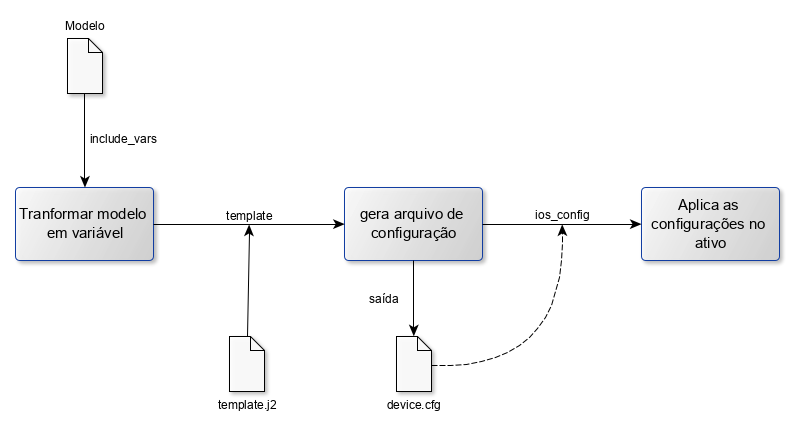 Modelo
include_vars
Tranformar modelo
em variável
template
gera arquivo de
configuração
ios_config
Aplica as
configurações no
ativo
saída
template.j2
device.cfg